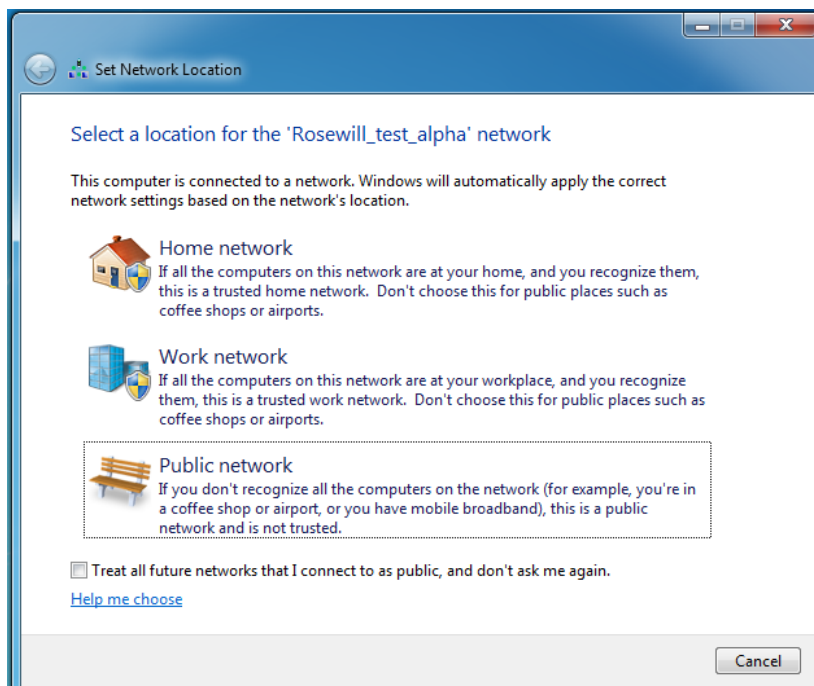 Set Network Location
Select a location for the 'Rosewill_test_alpha' network
This computer is connected to a network. Windows will automatically apply the correct
network settings based on the network's location.
Home network
If all the computers on this network are at your home, and you recognize them,
this is a trusted home network.  Don't choose this for public places such as
coffee shops or airports.
Work network
If all the computers on this network are at your workplace, and you recognize
them, this is a trusted work network.  Don't choose this for public places such as
coffee shops or airports.
Public network
If you don't recognize all the computers on the network (for example, you're in
a coffee shop or airport, or you have mobile broadband), this is a public
network and is not trusted.
Treat all future networks that I connect to as public, and don't ask me again.
Help me choose
Cancel